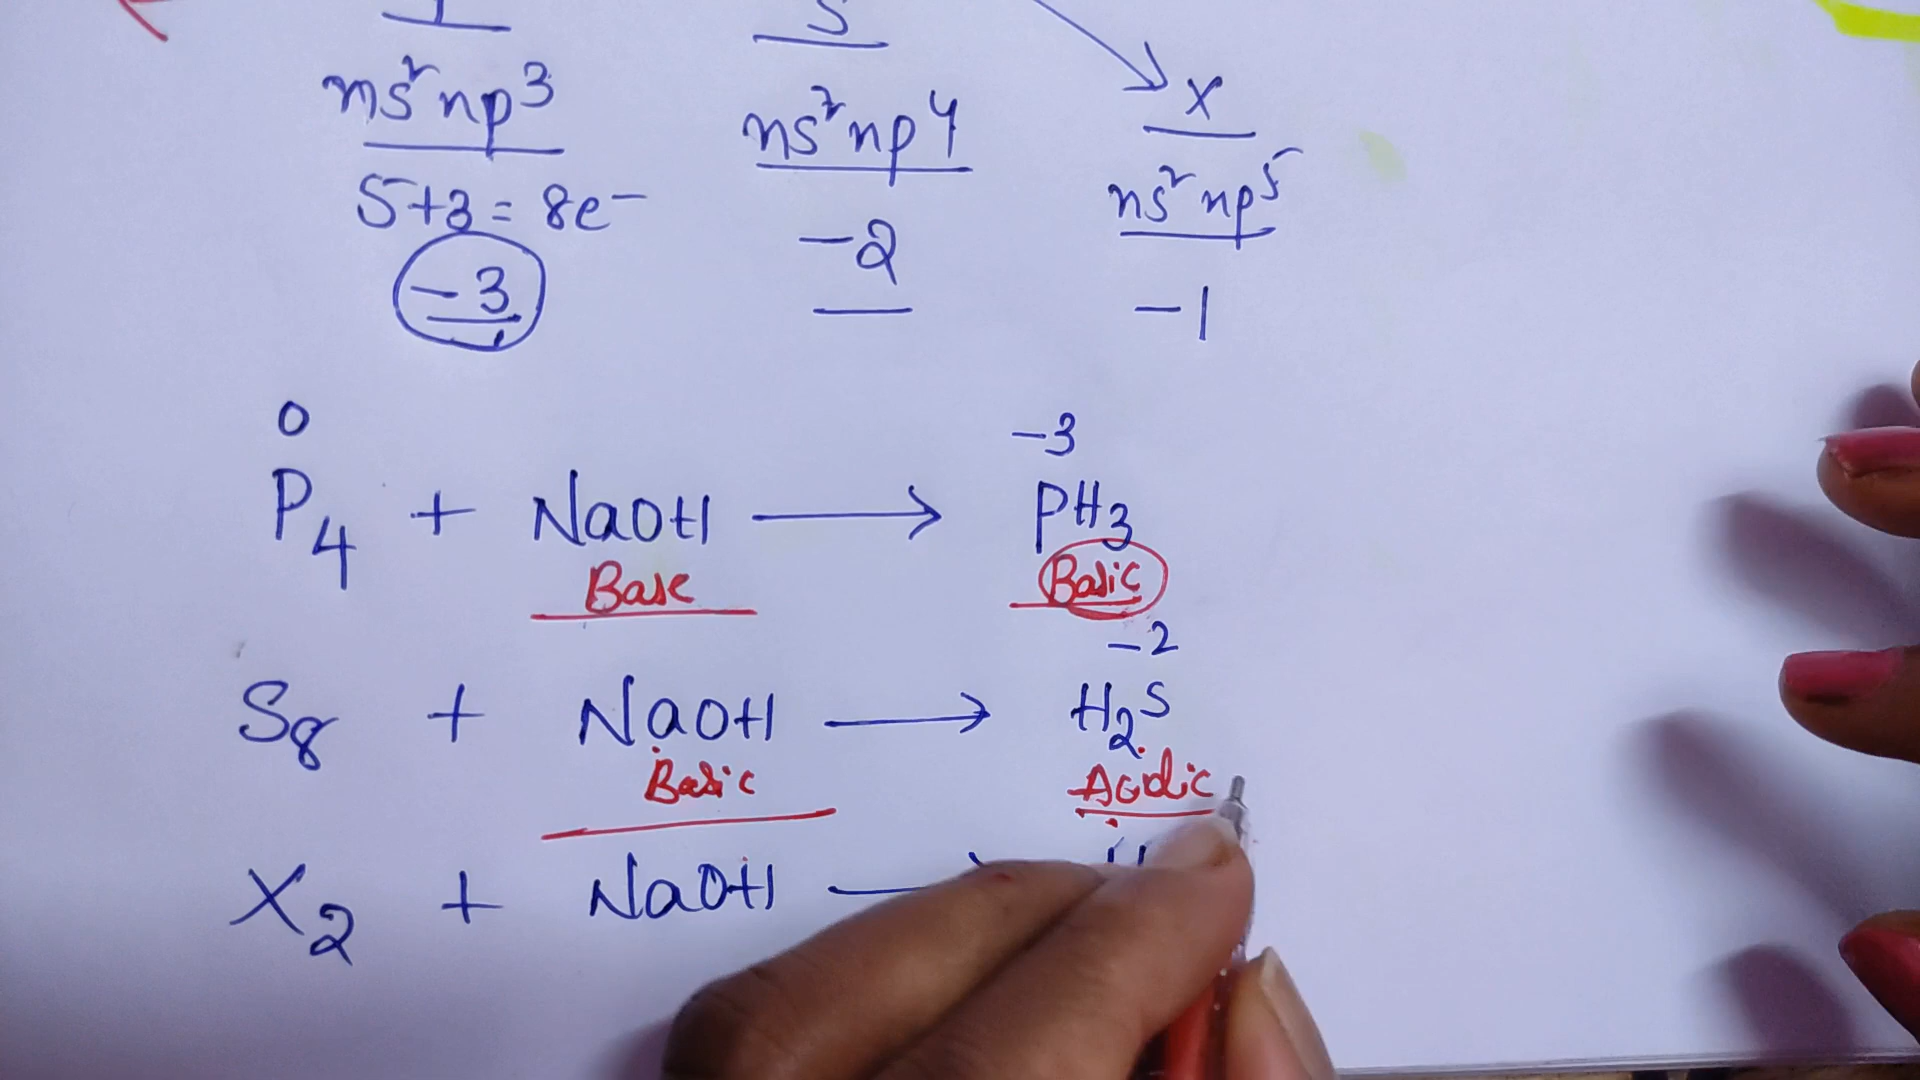 S
X
ns²np³
ns²np⁴
ns²np⁵
5+3=8e⁻
-3
-2
-1
0
-3
P₄ + NaOH → PH₃
Base
Basic
-2
S₈ + NaOH → H₂S
Basic
Acidic
X₂ + NaOH